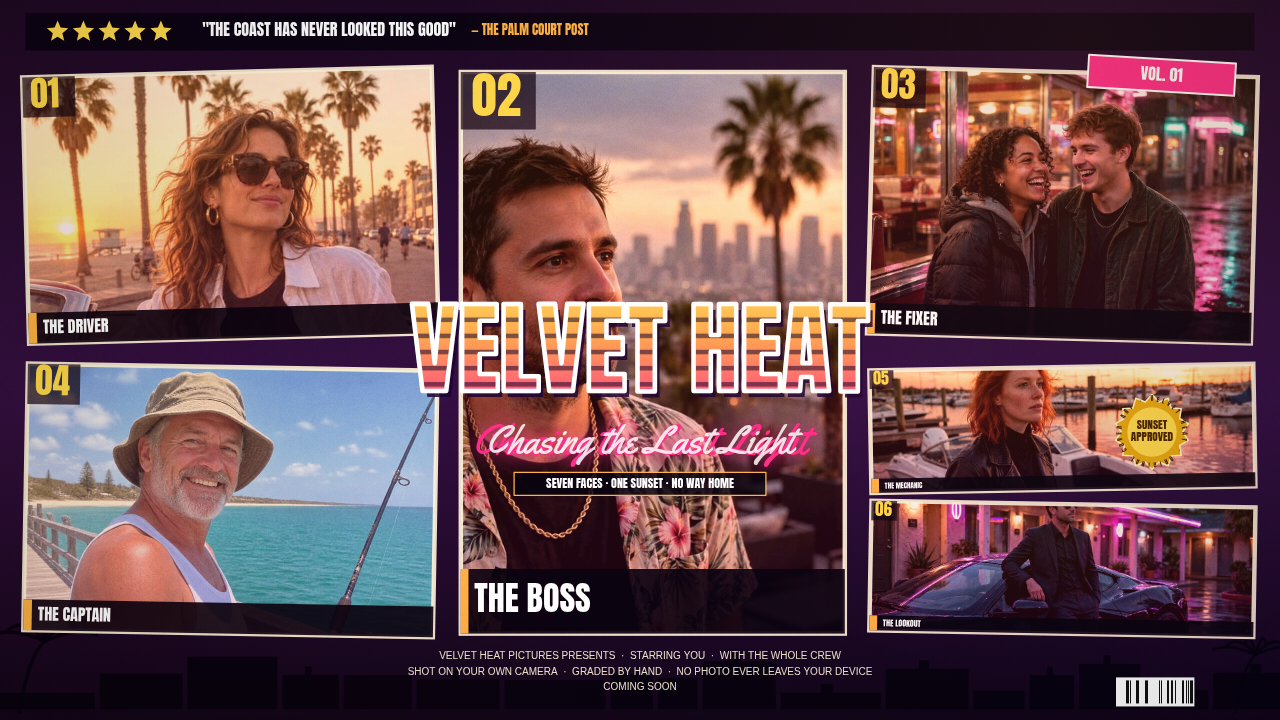 "THE COAST HAS NEVER LOOKED THIS GOOD" – THE PALM COURT POST
01
THE DRIVER
02
03
VOL. 01
THE FIXER
VELVET HEAT
Chasing the Last Light
SEVEN FACES · ONE SUNSET · NO WAY HOME
THE BOSS
04
THE CAPTAIN
05
SUNSET
APPROVED
THE MECHANIC
06
THE LOOKOUT
VELVET HEAT PICTURES PRESENTS · STARRING YOU · WITH THE WHOLE CREW
SHOT ON YOUR OWN CAMERA · GRADED BY HAND · NO PHOTO EVER LEAVES YOUR DEVICE
COMING SOON